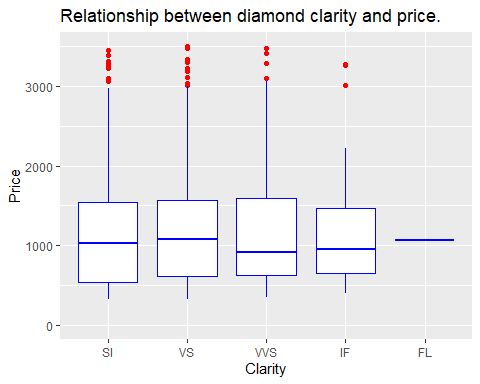 Relationship between diamond clarity and price.
3000
2000
1000
0
Price
SI VS VVS IF FL
Clarity